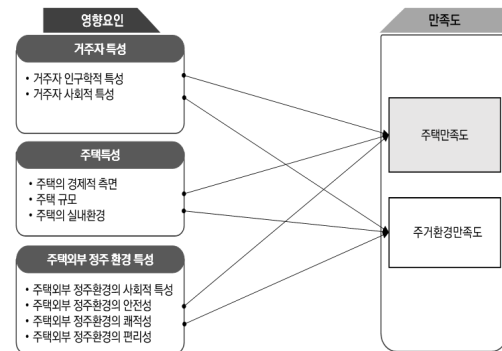 영향요인
거주자 특성
• 거주자 인구학적 특성
• 거주자 사회적 특성
주택특성
• 주택의 경제적 측면
• 주택 규모
• 주택의 실내환경
주택외부 정주 환경 특성
• 주택외부 정주환경의 사회적 특성
• 주택외부 정주환경의 안전성
• 주택외부 정주환경의 쾌적성
• 주택외부 정주환경의 편리성
만족도
주택만족도
주거환경만족도